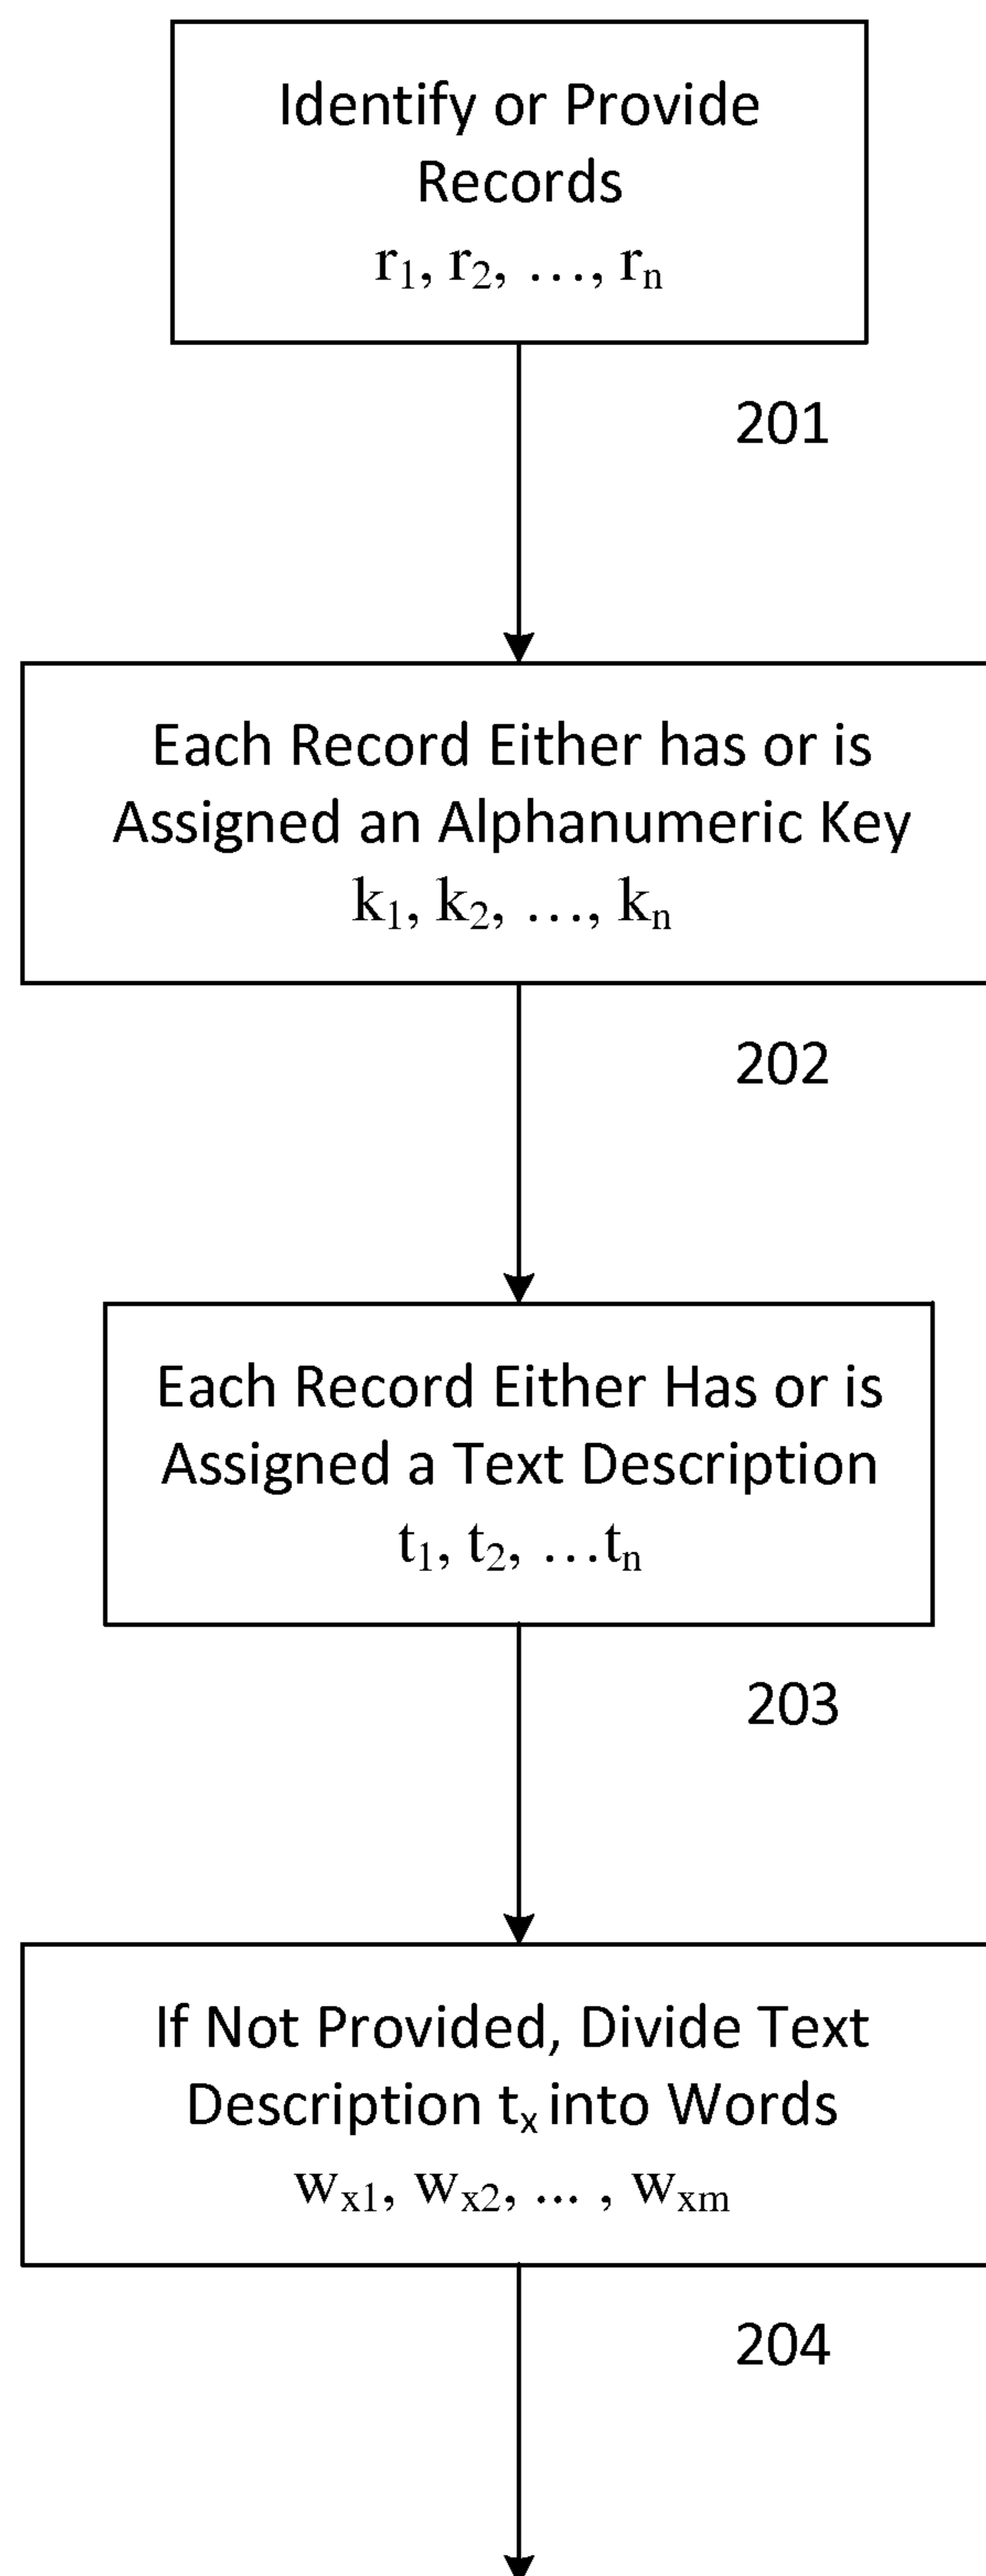 Identify or Provide
Records
r₁, r₂, …, rₙ
201
Each Record Either has or is
Assigned an Alphanumeric Key
k₁, k₂, …, kₙ
202
Each Record Either Has or is
Assigned a Text Description
t₁, t₂, …tₙ
203
If Not Provided, Divide Text
Description tₓ into Words
wₓ₁, wₓ₂, ... , wₓₘ
204